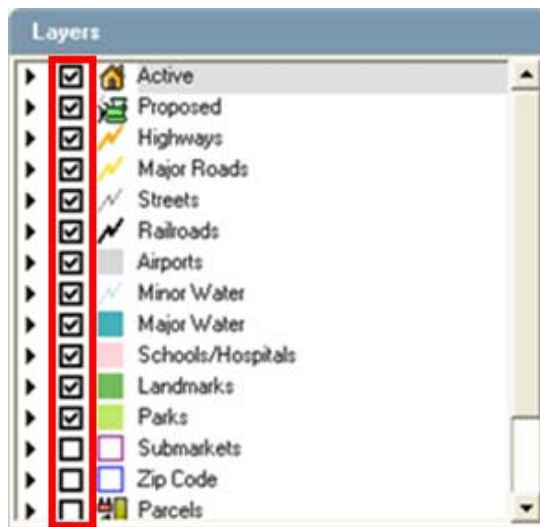 Layers
Active
Proposed
Highways
Major Roads
Streets
Railroads
Airports
Minor Water
Major Water
Schools/Hospitals
Landmarks
Parks
Submarkets
Zip Code
Parcels